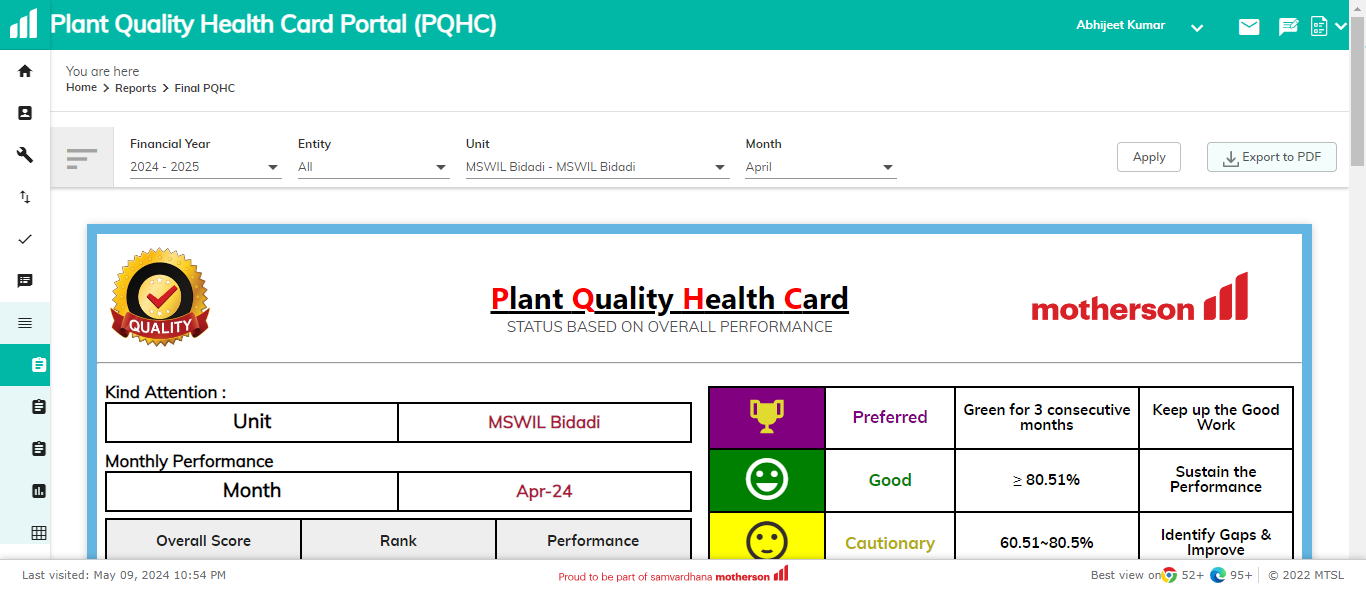 Plant Quality Health Card Portal (PQHC)
Abhijeet Kumar
You are here
Home > Reports > Final PQHC
Financial Year
2024 - 2025
Entity
All
Unit
MSWIL Bidadi - MSWIL Bidadi
Month
April
Apply
Export to PDF
QUALITY
Plant Quality Health Card
STATUS BASED ON OVERALL PERFORMANCE
motherson
Kind Attention :
Unit
MSWIL Bidadi
Monthly Performance
Month
Apr-24
Overall Score
Rank
Performance
Preferred
Green for 3 consecutive
months
Keep up the Good
Work
Good
≥ 80.51%
Sustain the
Performance
Cautionary
60.51~80.5%
Identify Gaps &
Improve
Last visited: May 09, 2024 10:54 PM
Proud to be part of samvardhana motherson
Best view on 52+ 95+ © 2022 MTSL